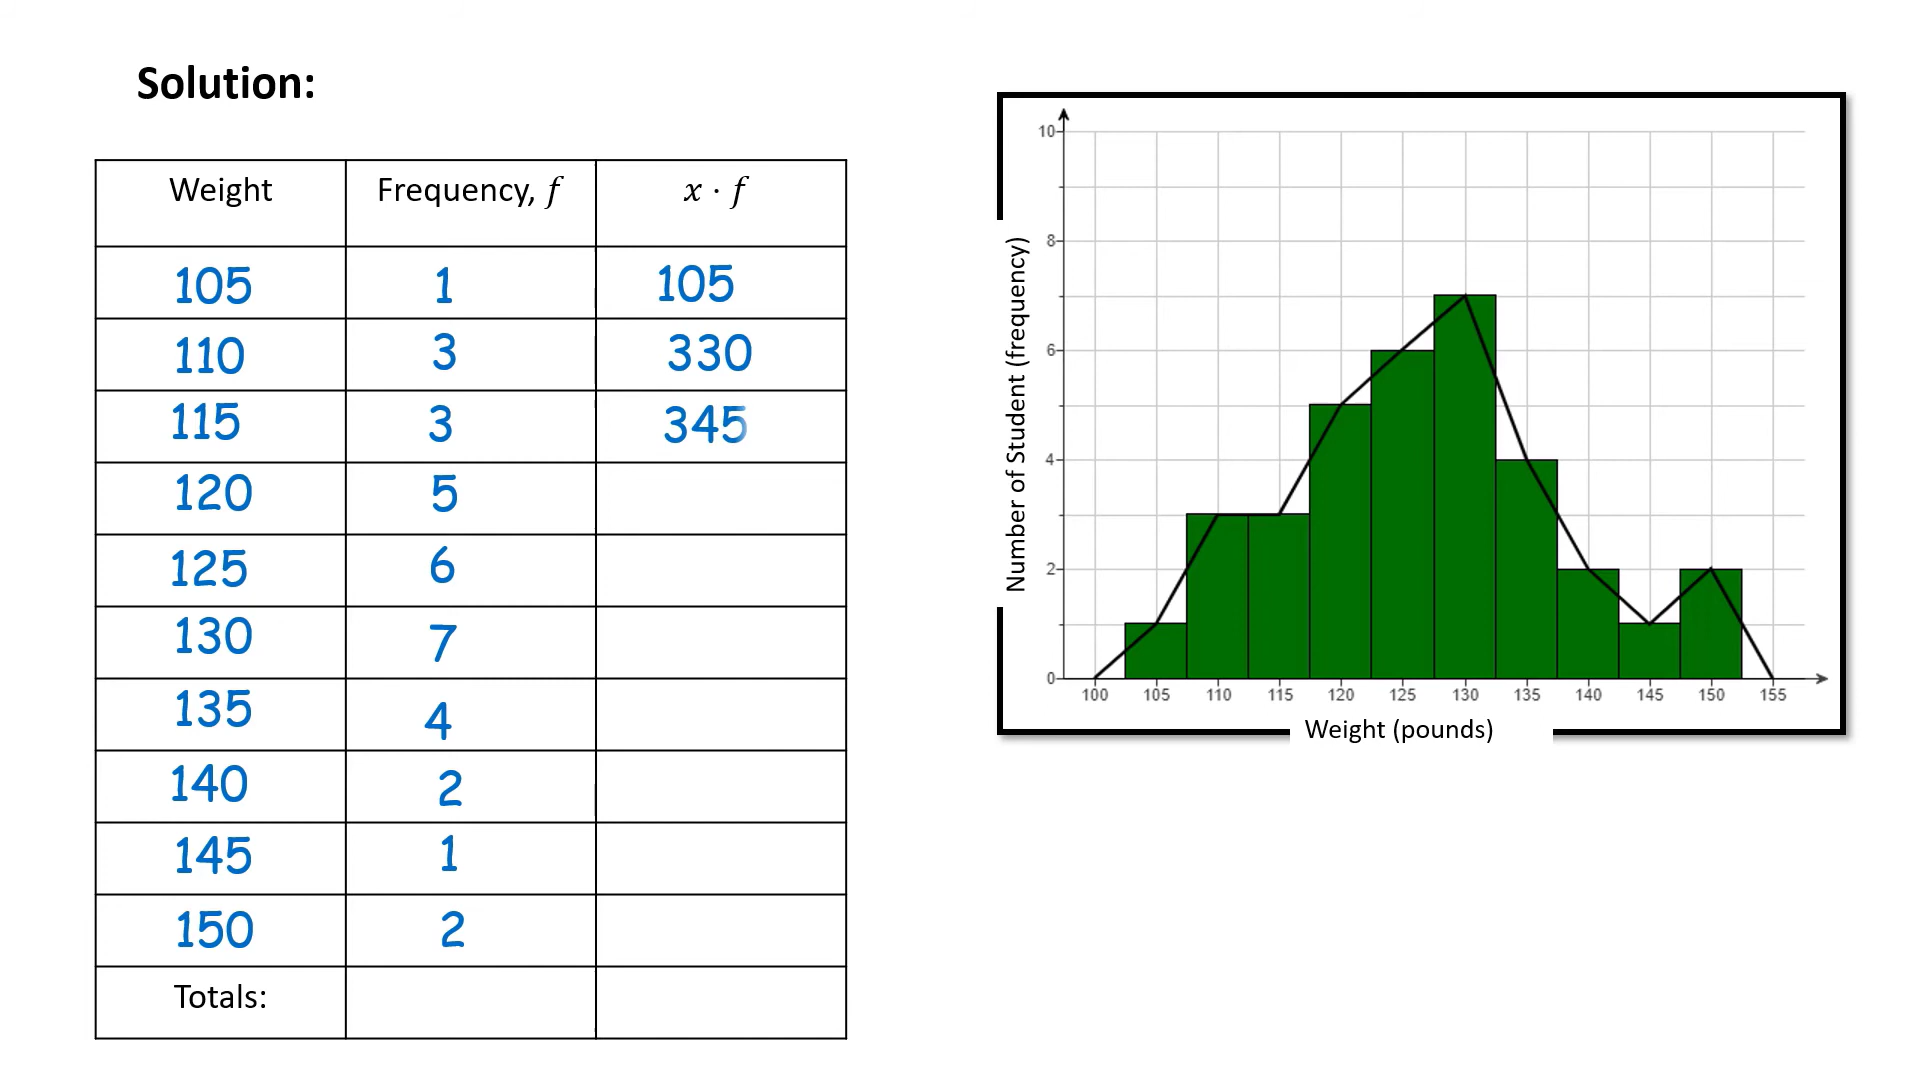 Solution:
Weight Frequency, f x · f
105 1 105
110 3 330
115 3 345
120 5
125 6
130 7
135 4
140 2
145 1
150 2
Totals:
Number of Student (frequency)
10
8
6
4
2
0
100 105 110 115 120 125 130 135 140 145 150 155
Weight (pounds)